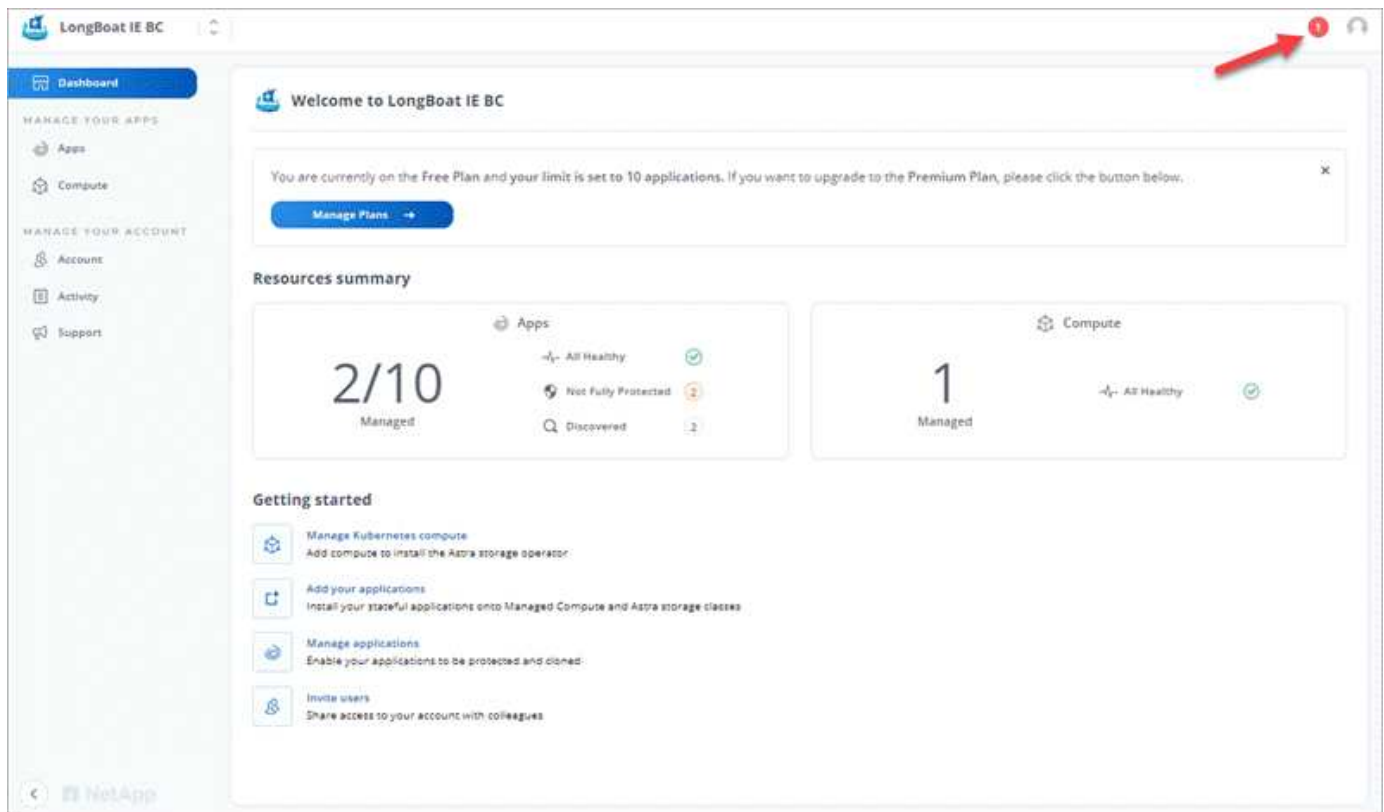 LongBoat IE BC
1
Dashboard
MANAGE YOUR APPS
Apps
Compute
MANAGE YOUR ACCOUNT
Account
Activity
Support
NetApp
Welcome to LongBoat IE BC
You are currently on the Free Plan and your limit is set to 10 applications. If you want to upgrade to the Premium Plan, please click the button below.
Manage Plans
Resources summary
Apps
2/10
Managed
All Healthy
Not Fully Protected 2
Discovered 2
Compute
1
Managed
All Healthy
Getting started
Manage Kubernetes compute
Add compute to install the Astra storage operator
Add your applications
Install your stateful applications onto Managed Compute and Astra storage classes
Manage applications
Enable your applications to be protected and cloned
Invite users
Share access to your account with colleagues